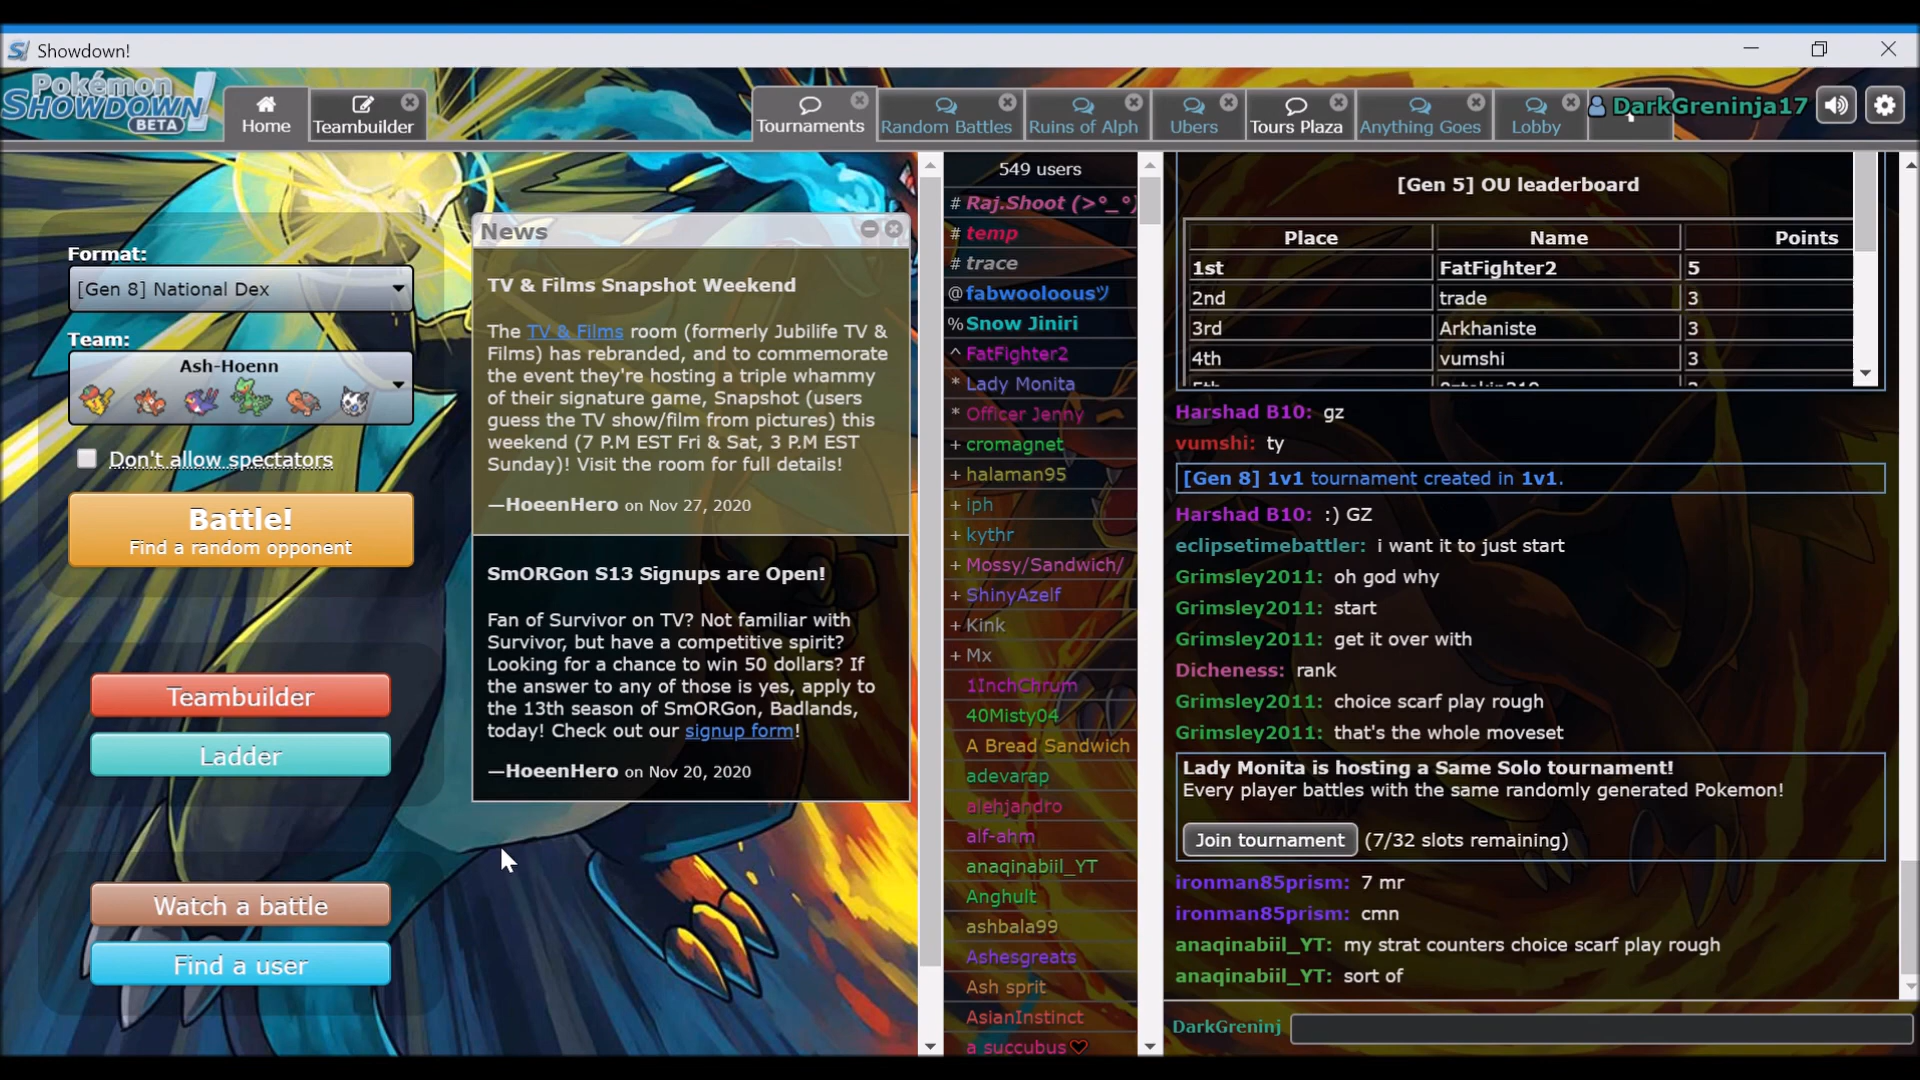 Showdown!
Pokémon
SHOWDOWN!
BETA
Home
Teambuilder
Tournaments
Random Battles
Ruins of Alph
Ubers
Tours Plaza
Anything Goes
Lobby
DarkGreninja17
Format:
[Gen 8] National Dex
Team:
Ash-Hoenn
Don't allow spectators
Battle!
Find a random opponent
Teambuilder
Ladder
Watch a battle
Find a user
News
TV & Films Snapshot Weekend
The TV & Films room (formerly Jubilife TV &
Films) has rebranded, and to commemorate
the event they're hosting a triple whammy
of their signature game, Snapshot (users
guess the TV show/film from pictures) this
weekend (7 P.M EST Fri & Sat, 3 P.M EST
Sunday)! Visit the room for full details!
—HoeenHero on Nov 27, 2020
SmORGon S13 Signups are Open!
Fan of Survivor on TV? Not familiar with
Survivor, but have a competitive spirit?
Looking for a chance to win 50 dollars? If
the answer to any of those is yes, apply to
the 13th season of SmORGon, Badlands,
today! Check out our signup form!
—HoeenHero on Nov 20, 2020
549 users
# Raj.Shoot (>°_°)
# temp
# trace
@ fabwooloousツ
% Snow Jiniri
^ FatFighter2
* Lady Monita
* Officer Jenny
+ cromagnet
+ halaman95
+ iph
+ kythr
+ Mossy/Sandwich/
+ ShinyAzelf
+ Kink
+ Mx
1InchChrum
40Misty04
A Bread Sandwich
adevarap
alehjandro
alf-ahm
anaqinabiil_YT
Anghult
ashbala99
Ashesgreats
Ash sprit
AsianInstinct
a succubus♡
[Gen 5] OU leaderboard
Place Name Points
1st FatFighter2 5
2nd trade 3
3rd Arkhaniste 3
4th vumshi 3
Harshad B10: gz
vumshi: ty
[Gen 8] 1v1 tournament created in 1v1.
Harshad B10: :) GZ
eclipsetimebattler: i want it to just start
Grimsley2011: oh god why
Grimsley2011: start
Grimsley2011: get it over with
Dicheness: rank
Grimsley2011: choice scarf play rough
Grimsley2011: that's the whole moveset
Lady Monita is hosting a Same Solo tournament!
Every player battles with the same randomly generated Pokemon!
Join tournament (7/32 slots remaining)
ironman85prism: 7 mr
ironman85prism: cmn
anaqinabiil_YT: my strat counters choice scarf play rough
anaqinabiil_YT: sort of
DarkGreninj